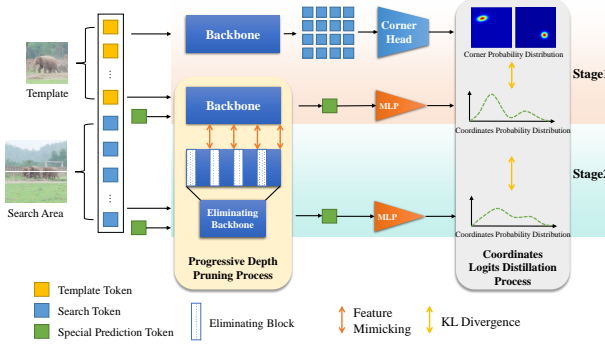 Backbone
Corner
Head
Corner Probability Distribution
Stage1
Template
Backbone
MLP
Coordinates Probability Distribution
Stage2
Search Area
Eliminating
Backbone
MLP
Coordinates Probability Distribution
Progressive Depth
Pruning Process
Coordinates
Logits Distillation
Process
Template Token
Search Token
Special Prediction Token
Eliminating Block
Feature
Mimicking
KL Divergence